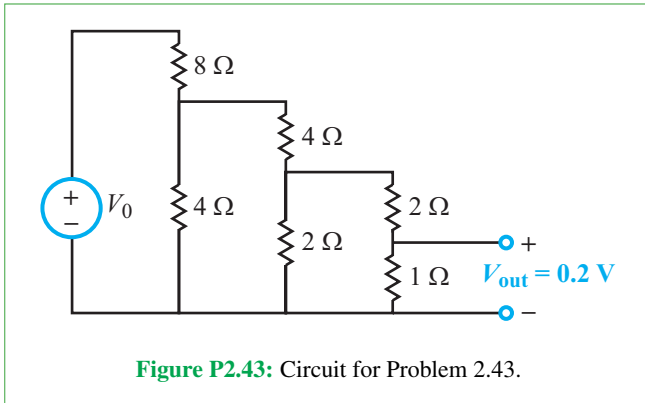 8 Ω
4 Ω
+
−
V0
4 Ω
2 Ω
2 Ω
+
1 Ω
Vout = 0.2 V
−
Figure P2.43: Circuit for Problem 2.43.